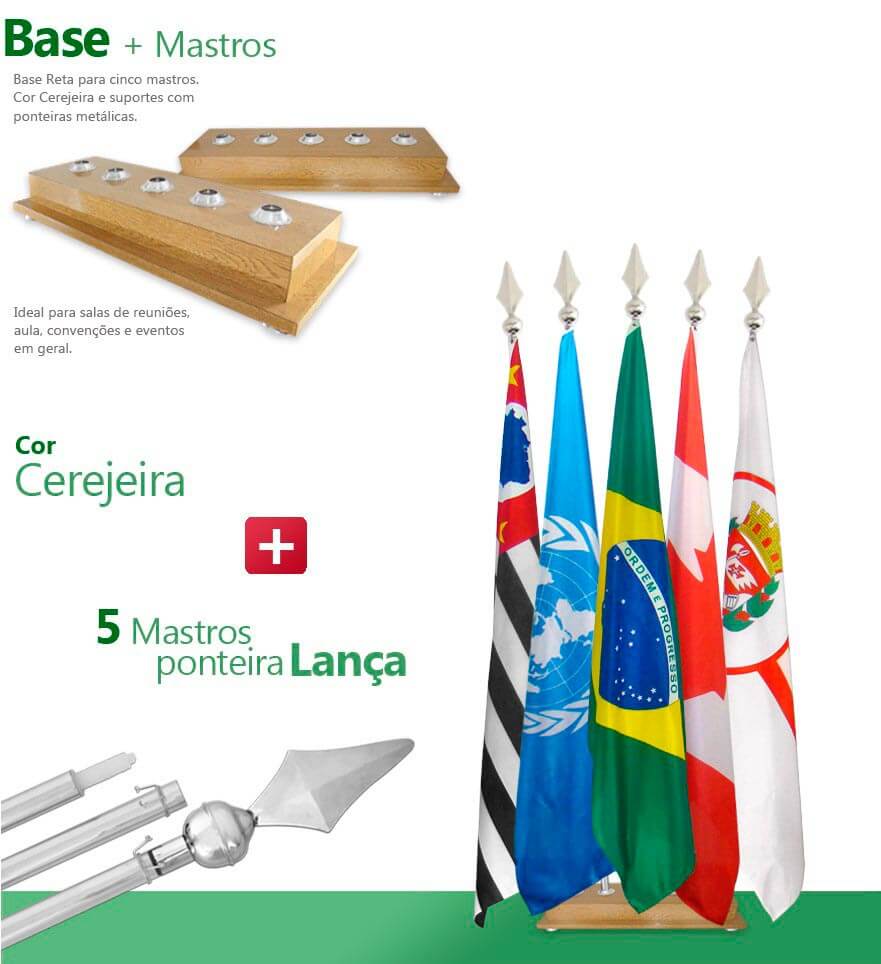 Base + Mastros
Base Reta para cinco mastros.
Cor Cerejeira e suportes com
ponteiras metálicas.
Ideal para salas de reuniões,
aula, convenções e eventos
em geral.
Cor
Cerejeira
5 Mastros
ponteira Lança
ORDEM E PROGRESSO